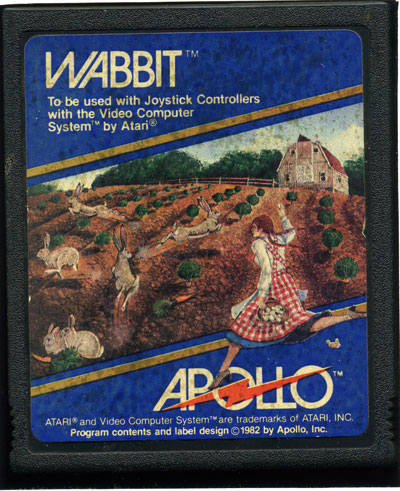 WABBIT™
To be used with Joystick Controllers
with the Video Computer
System™ by Atari®
APOLLO™
ATARI® and Video Computer System™ are trademarks of ATARI, INC.
Program contents and label design ©1982 by Apollo, Inc.